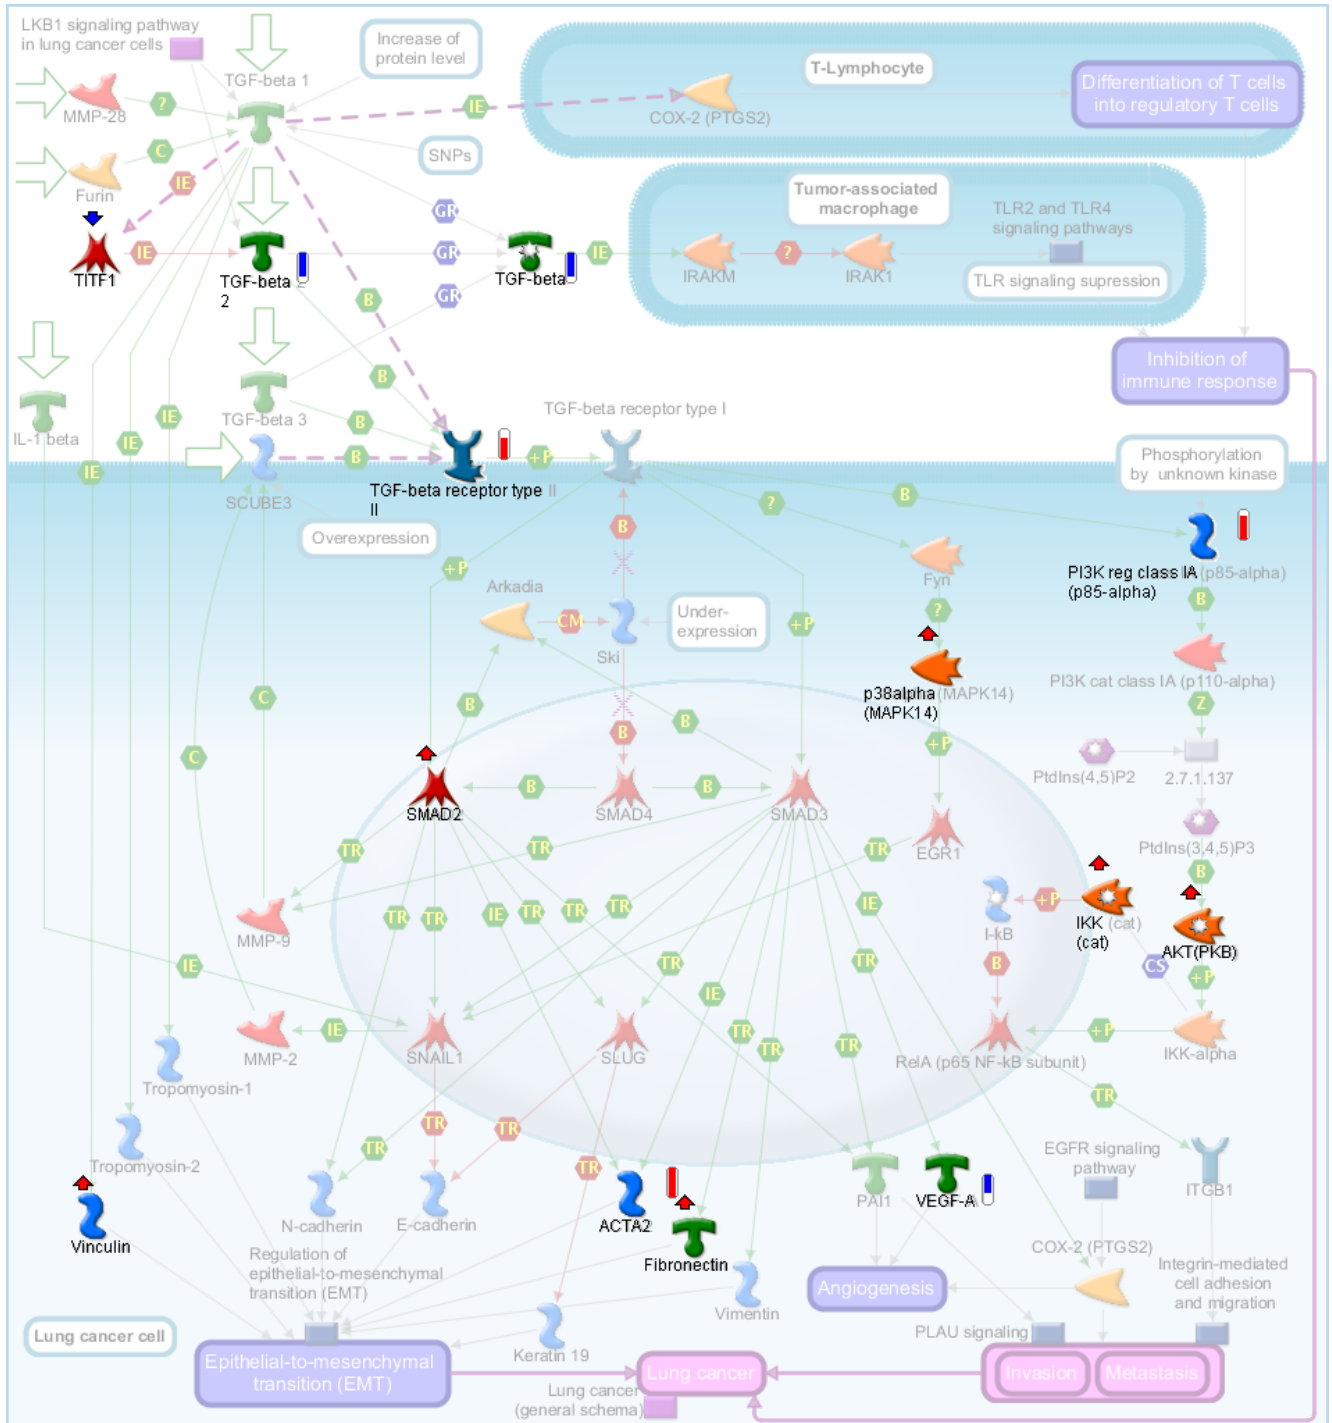 LKB1 signaling pathway
in lung cancer cells
TGF-beta 1
Increase of
protein level
T-Lymphocyte
Differentiation of T cells
into regulatory T cells
MMP-28
?
IE
COX-2 (PTGS2)
C
SNPs
Furin
IE
Tumor-associated
macrophage
TLR2 and TLR4
signaling pathways
GR
TITF1
IE
TGF-beta 2
TGF-beta
2
GR
TGF-beta
IE
IRAKM
?
IRAK1
TLR signaling supression
GR
B
Inhibition of
immune response
B
IL-1 beta
TGF-beta 3
IE
IE
IE
B
B
TGF-beta receptor type I
+P
SCUBE3
TGF-beta receptor type II
II
Overexpression
Phosphorylation
by unknown kinase
B
?
B
+P
Fyn
PI3K reg class IA (p85-alpha)
(p85-alpha)
B
Arkadia
CM
Ski
Under-
expression
+P
?
p38alpha (MAPK14)
(MAPK14)
PI3K cat class IA (p110-alpha)
Z
C
C
B
B
B
+P
PtdIns(4,5)P2
2.7.1.137
SMAD2
B
SMAD4
B
SMAD3
EGR1
PtdIns(3,4,5)P3
B
TR
TR
TR
MMP-9
TR
TR
IE
TR
TR
TR
IE
I-kB
+P
IKK (cat)
(cat)
AKT(PKB)
IE
TR
IE
TR
B
CS
+P
MMP-2
IE
SNAIL1
SLUG
TR
TR
TR
RelA (p65 NF-kB subunit)
+P
IKK-alpha
Tropomyosin-1
TR
Tropomyosin-2
TR
TR
TR
TR
EGFR signaling
pathway
ITGB1
Vinculin
N-cadherin
E-cadherin
ACTA2
Fibronectin
PAI1
VEGF-A
Regulation of
epithelial-to-mesenchymal
transition (EMT)
COX-2 (PTGS2)
Integrin-mediated
cell adhesion
and migration
Angiogenesis
Vimentin
Lung cancer cell
Keratin 19
PLAU signaling
Epithelial-to-mesenchymal
transition (EMT)
Lung cancer
Invasion
Metastasis
Lung cancer
(general schema)